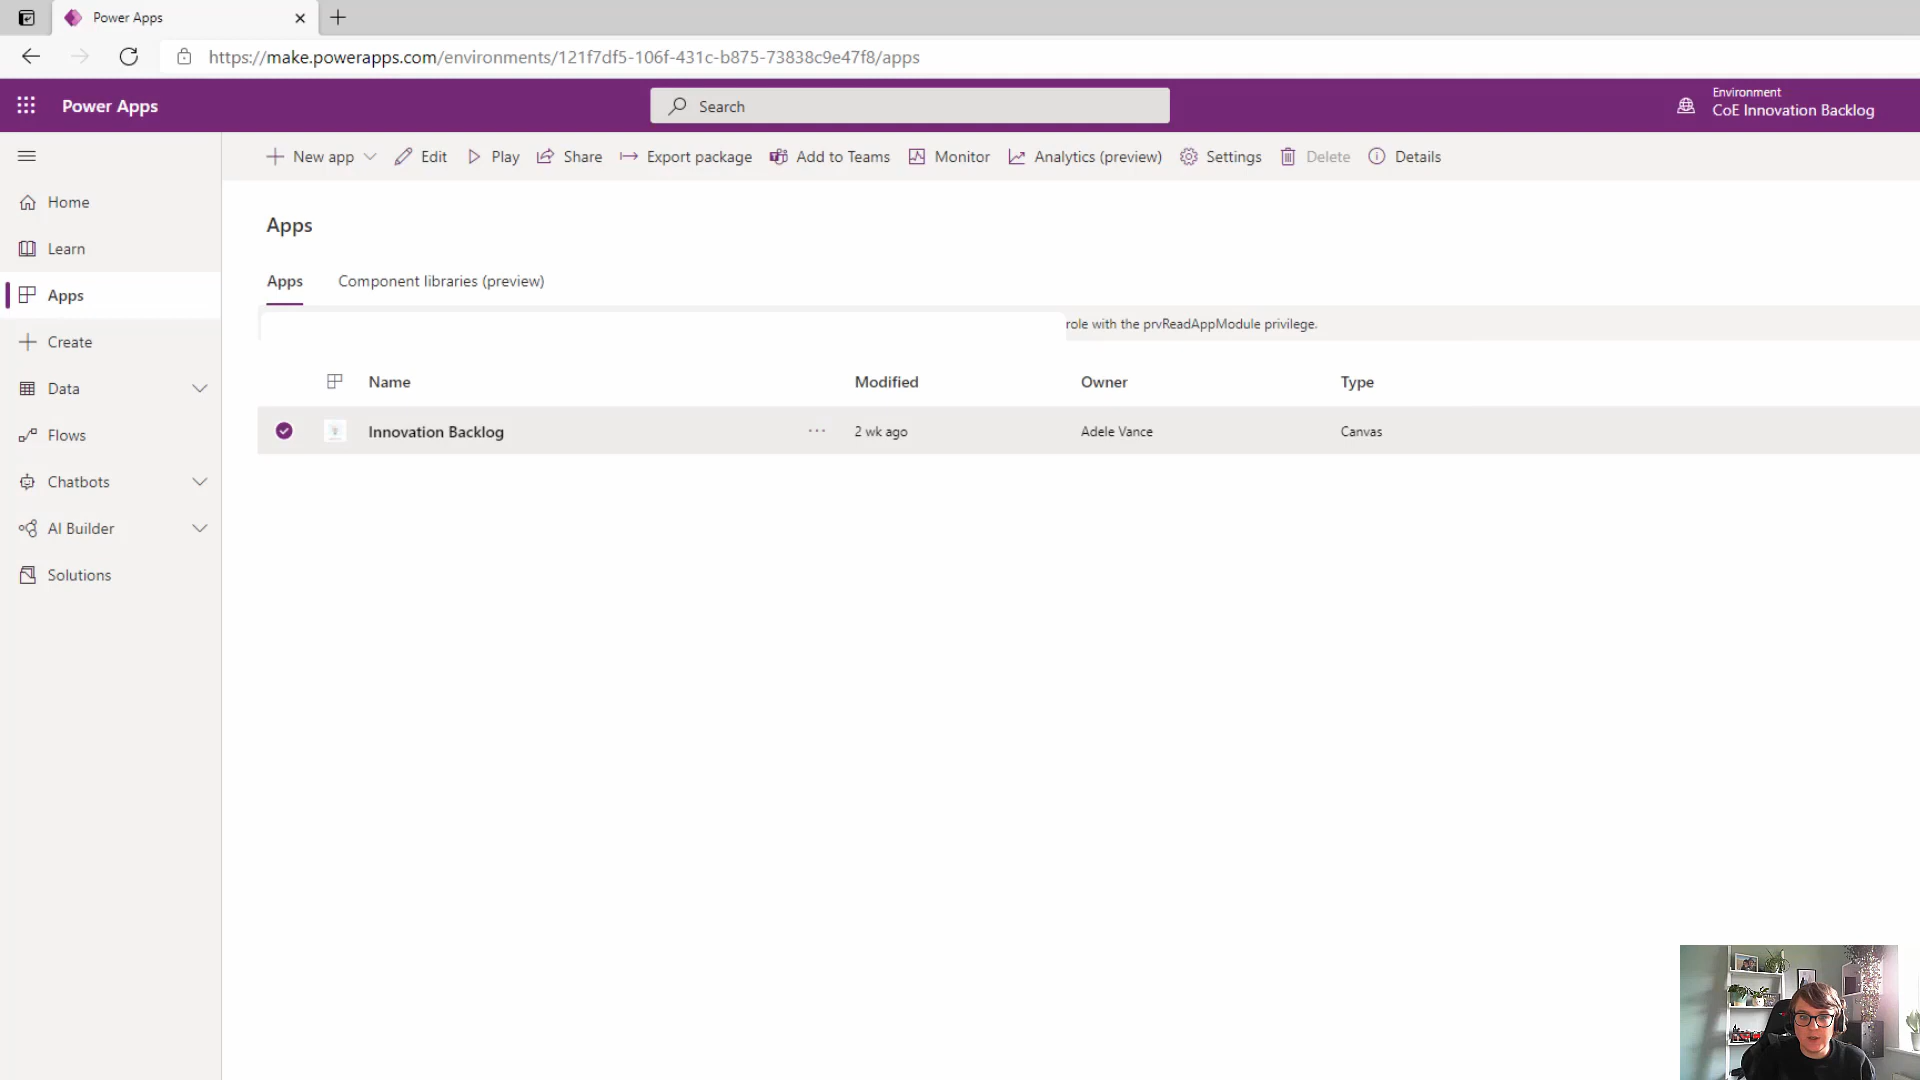 Power Apps
https://make.powerapps.com/environments/121f7df5-106f-431c-b875-73838c9e47f8/apps
Power Apps
Search
Environment
CoE Innovation Backlog
New app
Edit
Play
Share
Export package
Add to Teams
Monitor
Analytics (preview)
Settings
Delete
Details
Home
Learn
Apps
Create
Data
Flows
Chatbots
AI Builder
Solutions
Apps
Apps
Component libraries (preview)
role with the prvReadAppModule privilege.
Name Modified Owner Type
Innovation Backlog ··· 2 wk ago Adele Vance Canvas